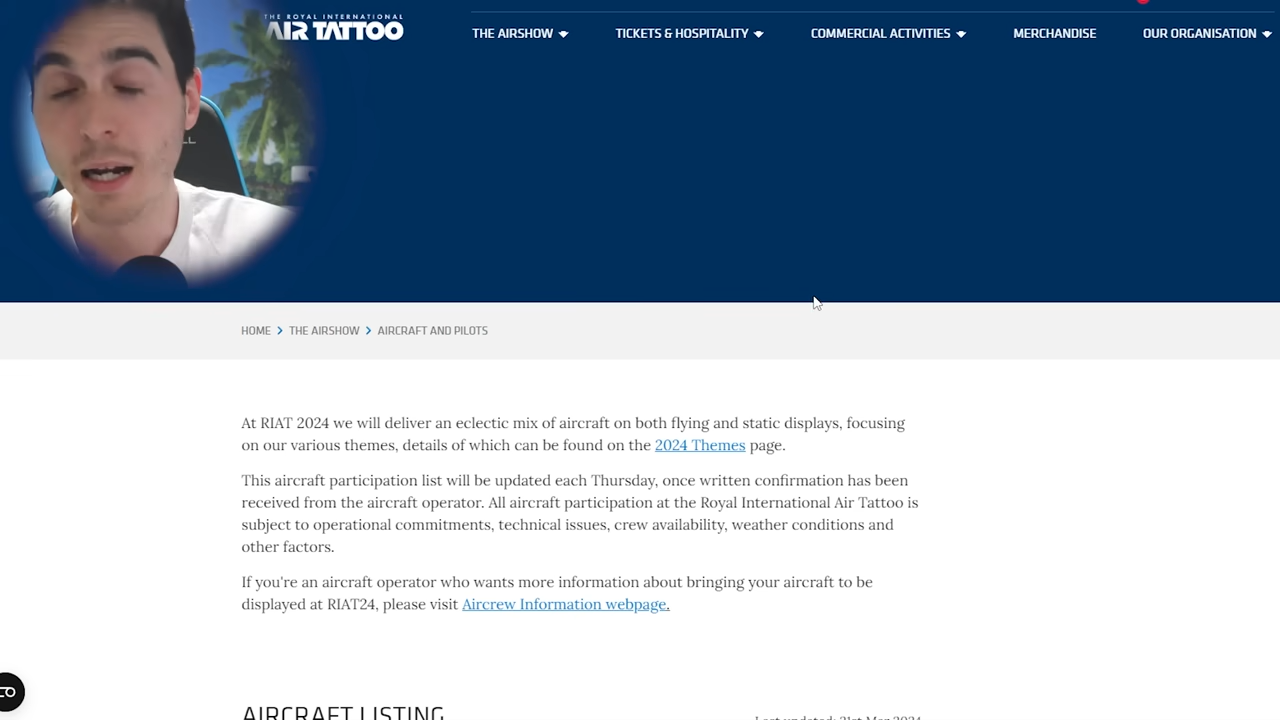 THE ROYAL INTERNATIONAL
AIR TATTOO
THE AIRSHOW
TICKETS & HOSPITALITY
COMMERCIAL ACTIVITIES
MERCHANDISE
OUR ORGANISATION
HOME > THE AIRSHOW > AIRCRAFT AND PILOTS
At RIAT 2024 we will deliver an eclectic mix of aircraft on both flying and static displays, focusing
on our various themes, details of which can be found on the 2024 Themes page.
This aircraft participation list will be updated each Thursday, once written confirmation has been
received from the aircraft operator. All aircraft participation at the Royal International Air Tattoo is
subject to operational commitments, technical issues, crew availability, weather conditions and
other factors.
If you're an aircraft operator who wants more information about bringing your aircraft to be
displayed at RIAT24, please visit Aircrew Information webpage.
AIRCRAFT LISTING
Last updated: 21st Mar 2024